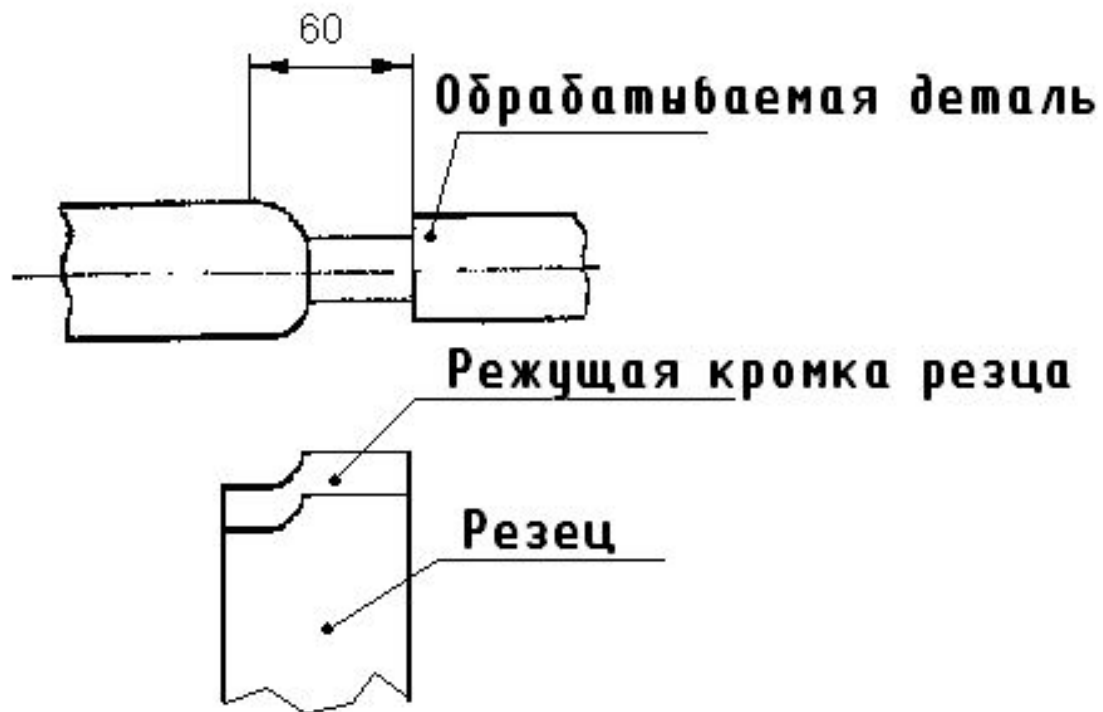 60
Обрабатываемая деталь
Режущая кромка резца
Резец